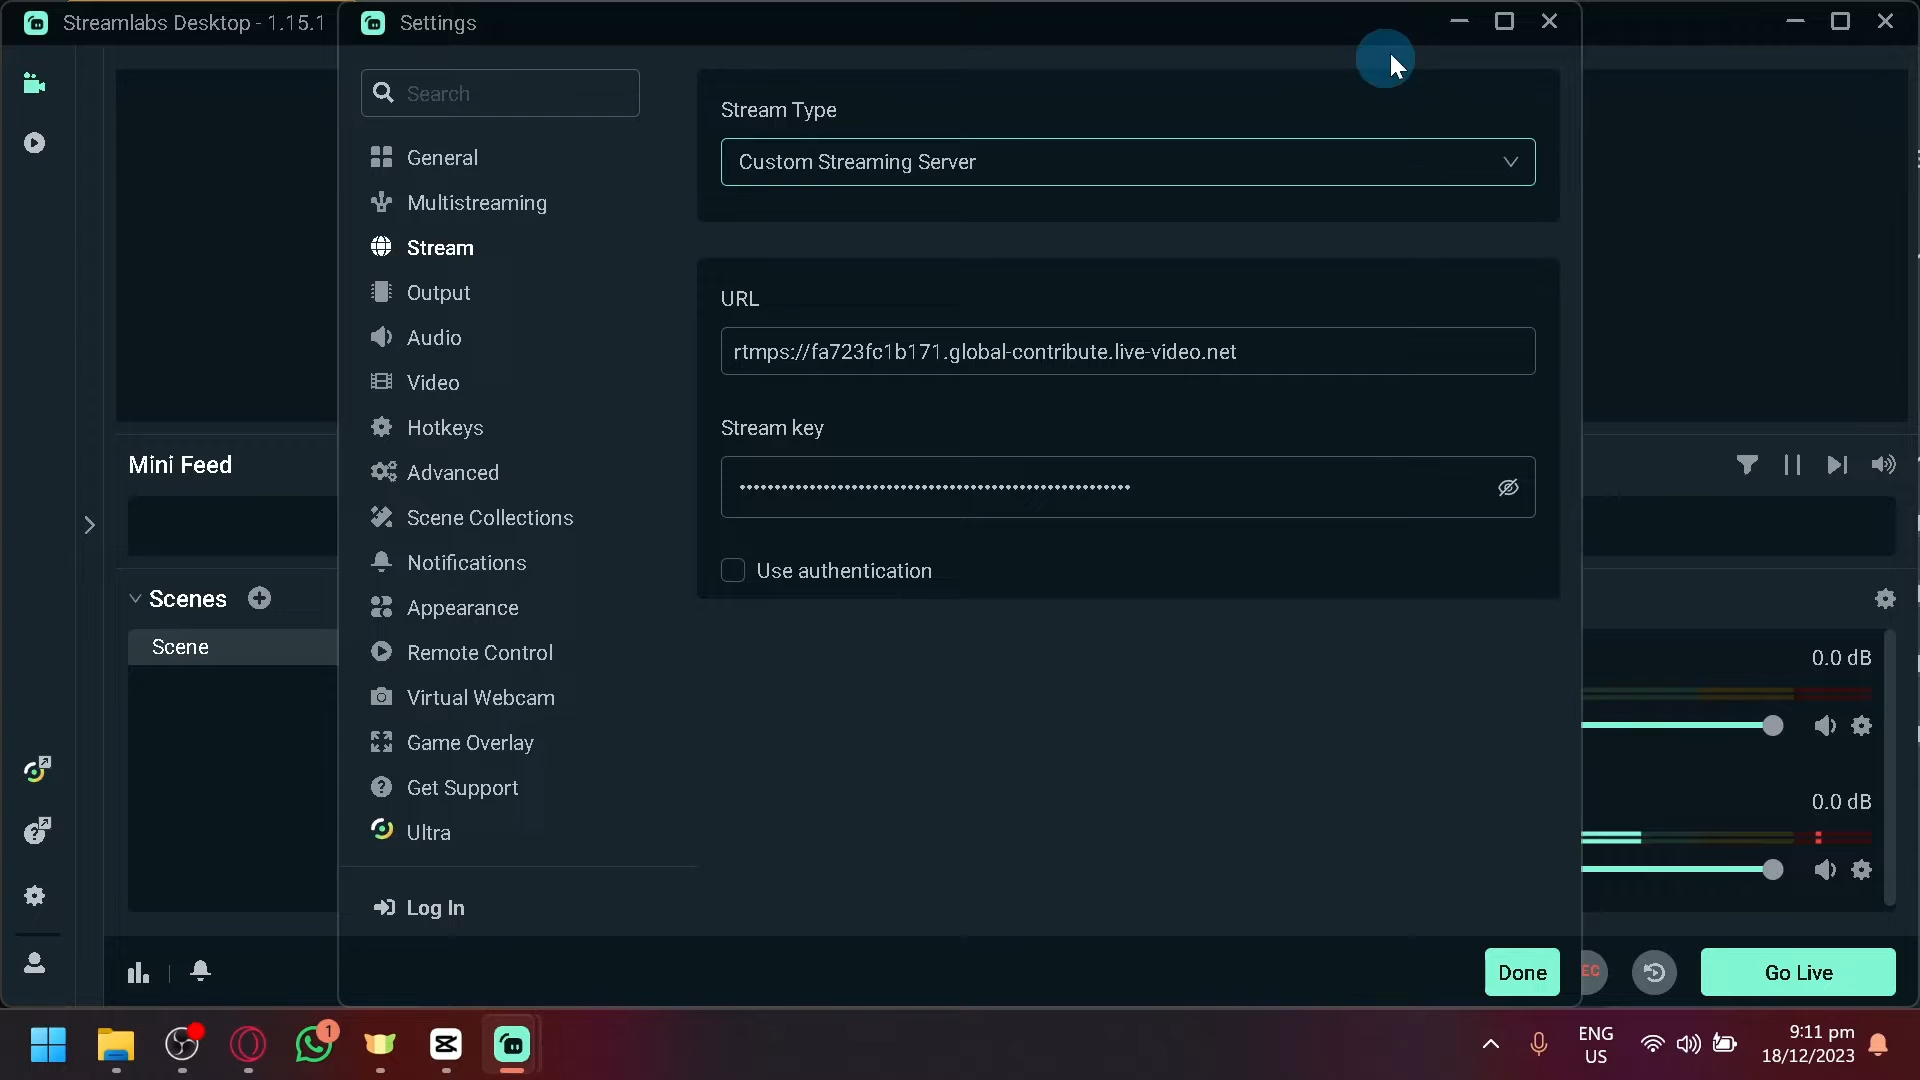 Streamlabs Desktop - 1.15.1
Settings
Search
General
Multistreaming
Stream
Output
Audio
Video
Hotkeys
Advanced
Scene Collections
Notifications
Appearance
Remote Control
Virtual Webcam
Game Overlay
Get Support
Ultra
Log In
Stream Type
Custom Streaming Server
URL
rtmps://fa723fc1b171.global-contribute.live-video.net
Stream key
Use authentication
Done
Mini Feed
Scenes
Scene
0.0 dB
0.0 dB
EC
Go Live
1
ENG
US
9:11 pm
18/12/2023